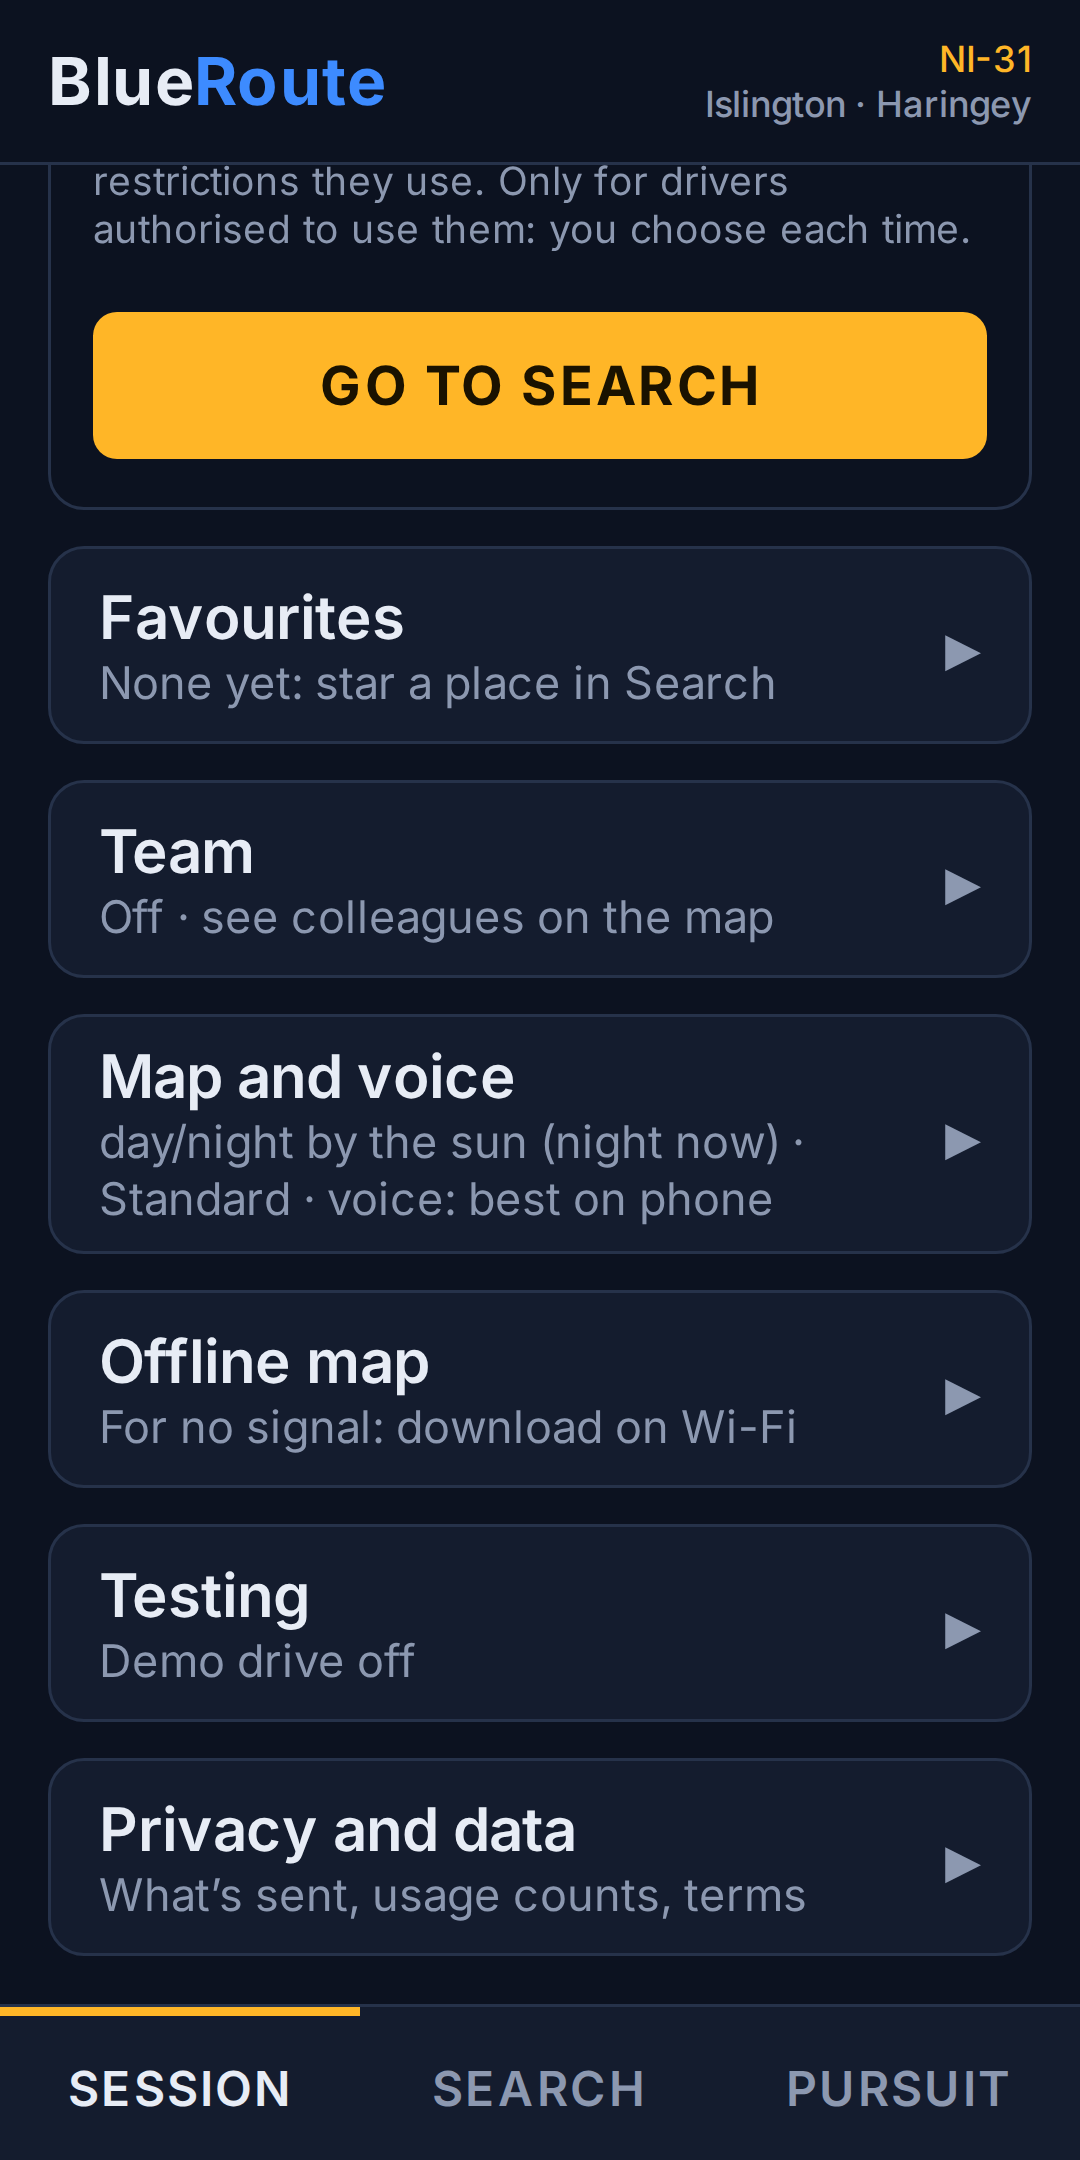 BlueRoute
NI-31
Islington · Haringey
restrictions they use. Only for drivers
authorised to use them: you choose each time.
GO TO SEARCH
Favourites
None yet: star a place in Search
Team
Off · see colleagues on the map
Map and voice
day/night by the sun (night now) ·
Standard · voice: best on phone
Offline map
For no signal: download on Wi-Fi
Testing
Demo drive off
Privacy and data
What’s sent, usage counts, terms
SESSION
SEARCH
PURSUIT